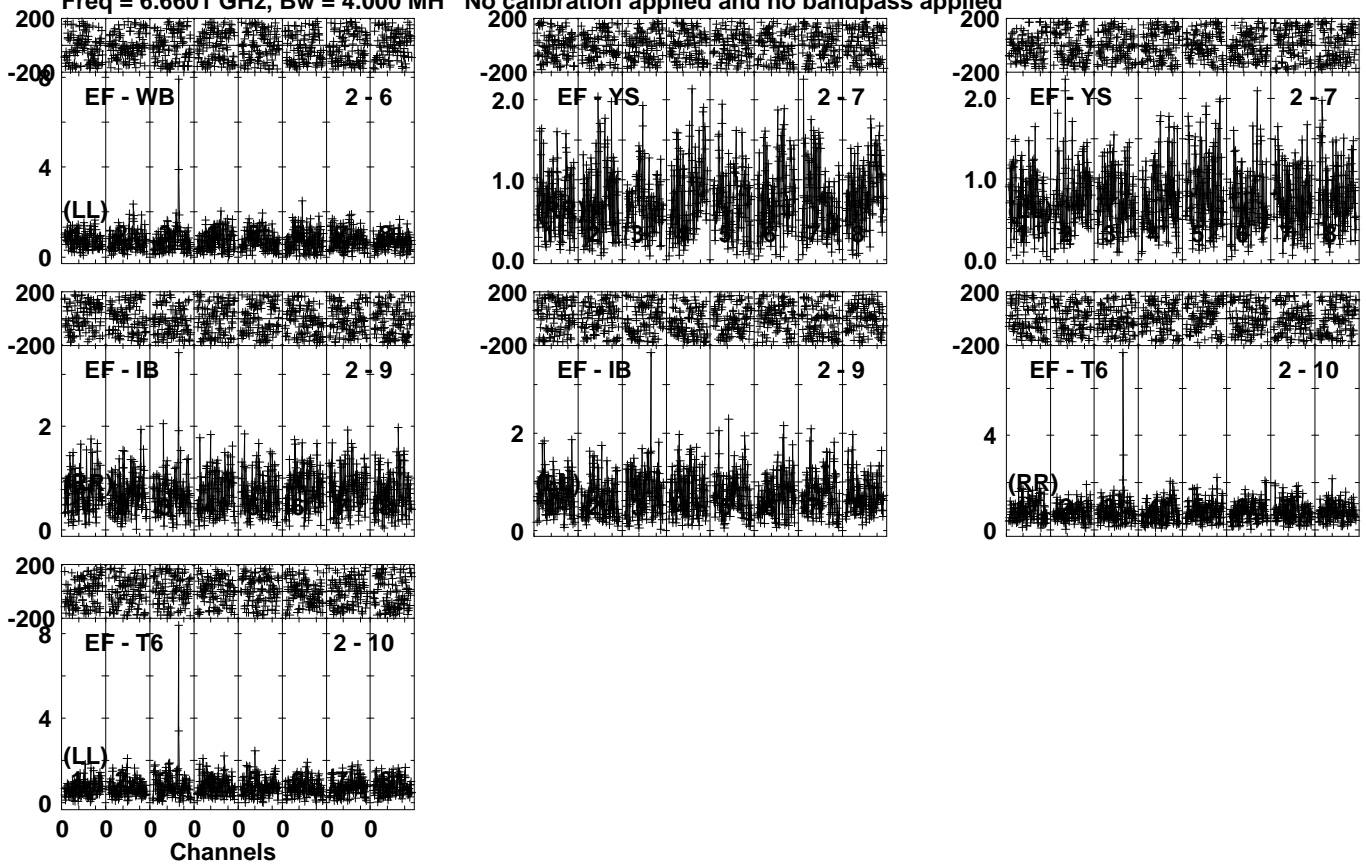 Freq = 6.6601 GHz, Bw = 4.000 MH No calibration applied and no bandpass applied
200 200 200
-200 -200 -200
8
EF - WB 2 - 6 EF - YS 2 - 7 EF - YS 2 - 7
2.0 2.0
4
1.0 1.0
(LL)
0 0.0 0.0
200 200 200
-200 -200 -200
EF - IB 2 - 9 EF - IB 2 - 9 EF - T6 2 - 10
2 2 4
(RR) (RR)
0 0 0
200
-200
8
EF - T6 2 - 10
4
(LL)
0
0 0 0 0 0 0 0 0
Channels